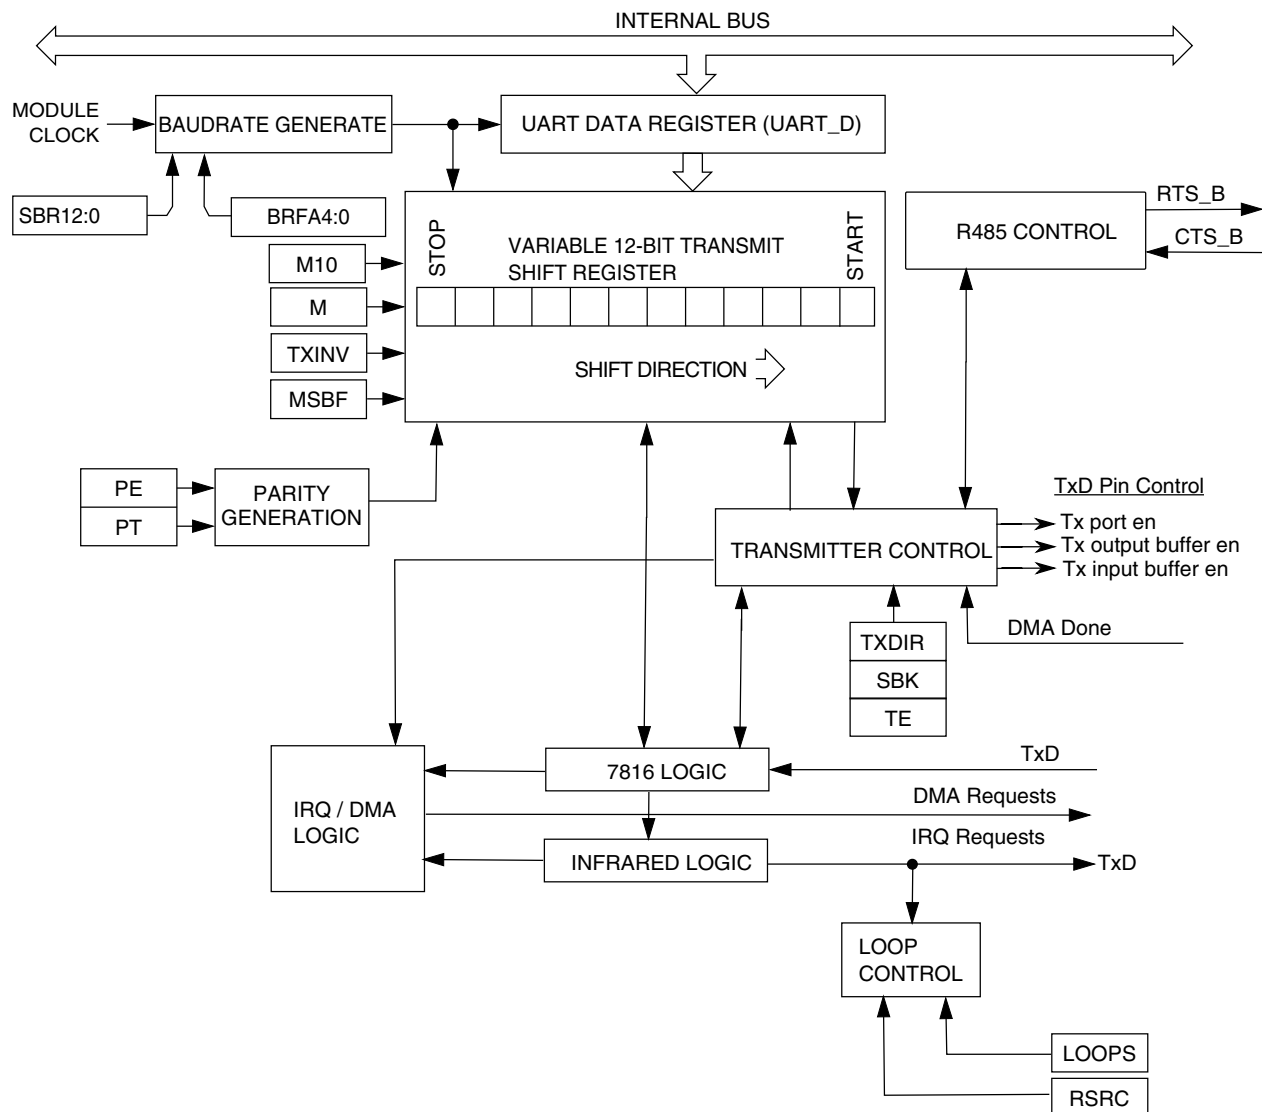 INTERNAL BUS
MODULE
CLOCK
BAUDRATE GENERATE
UART DATA REGISTER (UART_D)
SBR12:0
BRFA4:0
RTS_B
R485 CONTROL
CTS_B
STOP
VARIABLE 12-BIT TRANSMIT
SHIFT REGISTER
START
M10
M
TXINV
MSBF
SHIFT DIRECTION
PE
PT
PARITY
GENERATION
TxD Pin Control
Tx port en
Tx output buffer en
Tx input buffer en
TRANSMITTER CONTROL
DMA Done
TXDIR
SBK
TE
IRQ / DMA
LOGIC
7816 LOGIC
TxD
DMA Requests
IRQ Requests
INFRARED LOGIC
TxD
LOOP
CONTROL
LOOPS
RSRC